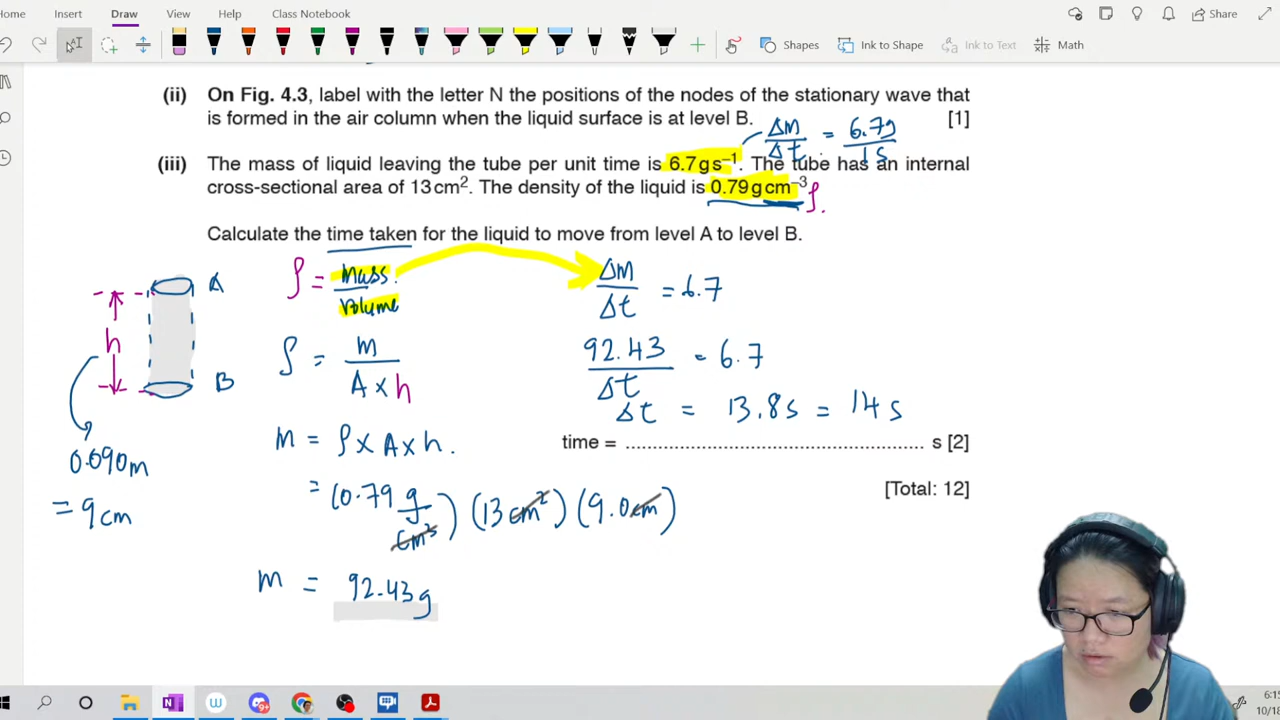 Home Draw View Help Class Notebook Share
Shapes Ink to Shape Ink to Text Math
(ii) On Fig. 4.3, label with the letter N the positions of the nodes of the stationary wave that
is formed in the air column when the liquid surface is at level B. [1]
Δm/Δt = 6.7g/1s
(iii) The mass of liquid leaving the tube per unit time is 6.7 g s⁻¹. The tube has an internal
cross-sectional area of 13 cm². The density of the liquid is 0.79 g cm⁻³ ρ.
Calculate the time taken for the liquid to move from level A to level B.
A
h
B
0.090m
= 9cm
ρ = mass/volume
ρ = m/(A × h)
m = ρ × A × h.
= (0.79 g/cm³) (13 cm²) (9.0cm)
m = 92.43g
Δm/Δt = 6.7
92.43/Δt = 6.7
Δt = 13.8s = 14s
time = ................................................ s [2]
[Total: 12]
10/18